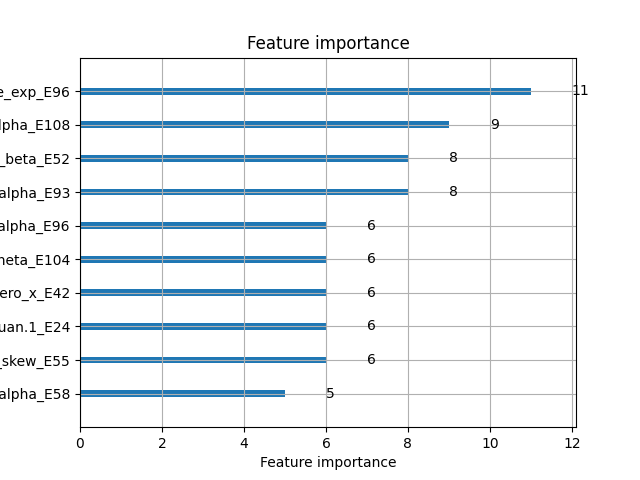 Feature importance
e_exp_E96 11
lpha_E108 9
_beta_E52 8
alpha_E93 8
alpha_E96 6
heta_E104 6
ero_x_E42 6
uan.1_E24 6
_skew_E55 6
alpha_E58 5
0 2 4 6 8 10 12
Feature importance